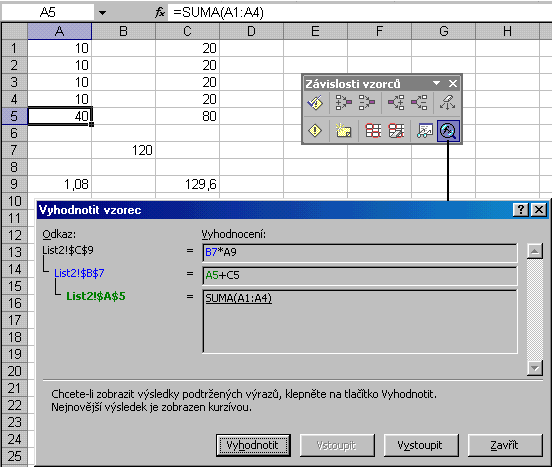 A5 fx =SUMA(A1:A4)
A B C D E F G H
1 10 20
2 10 20
3 10 20
4 10 20
5 40 80
6
7 120
8
9 1,08 129,6
10
11
12
13
14
15
16
17
18
19
20
21
22
23
24
25
Závislosti vzorců
Vyhodnotit vzorec
Odkaz: Vyhodnocení:
List2!$C$9 = B7*A9
List2!$B$7 = A5+C5
List2!$A$5 = SUMA(A1:A4)
Chcete-li zobrazit výsledky podtržených výrazů, klepněte na tlačítko Vyhodnotit.
Nejnovější výsledek je zobrazen kurzívou.
Vyhodnotit Vstoupit Vystoupit Zavřít